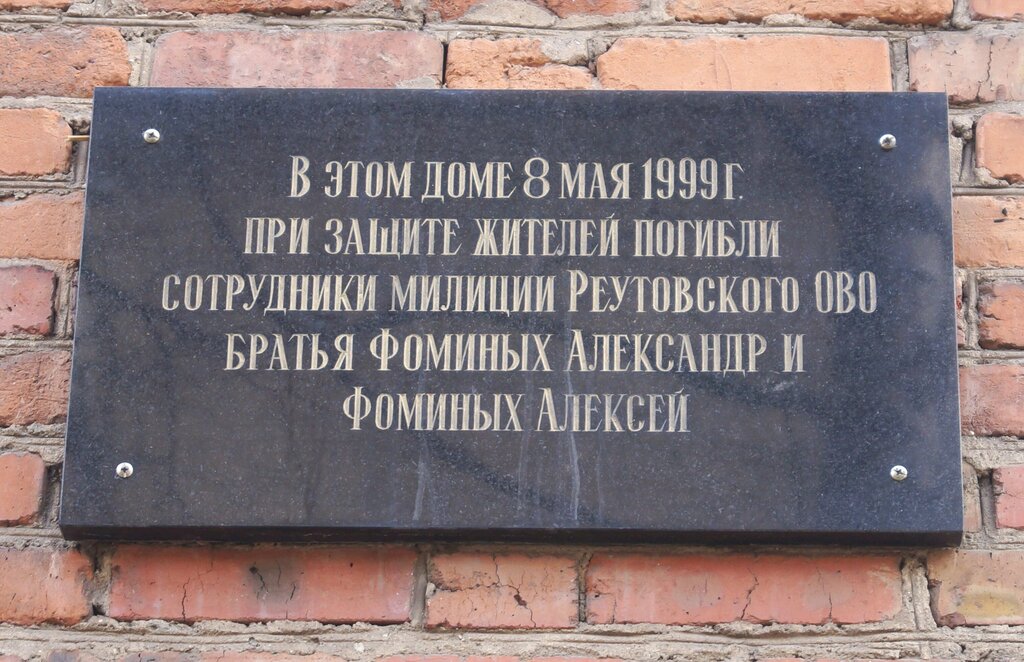 В этом доме 8 мая 1999г.
при защите жителей погибли
сотрудники милиции Реутовского ОВО
братья Фоминых Александр и
Фоминых Алексей